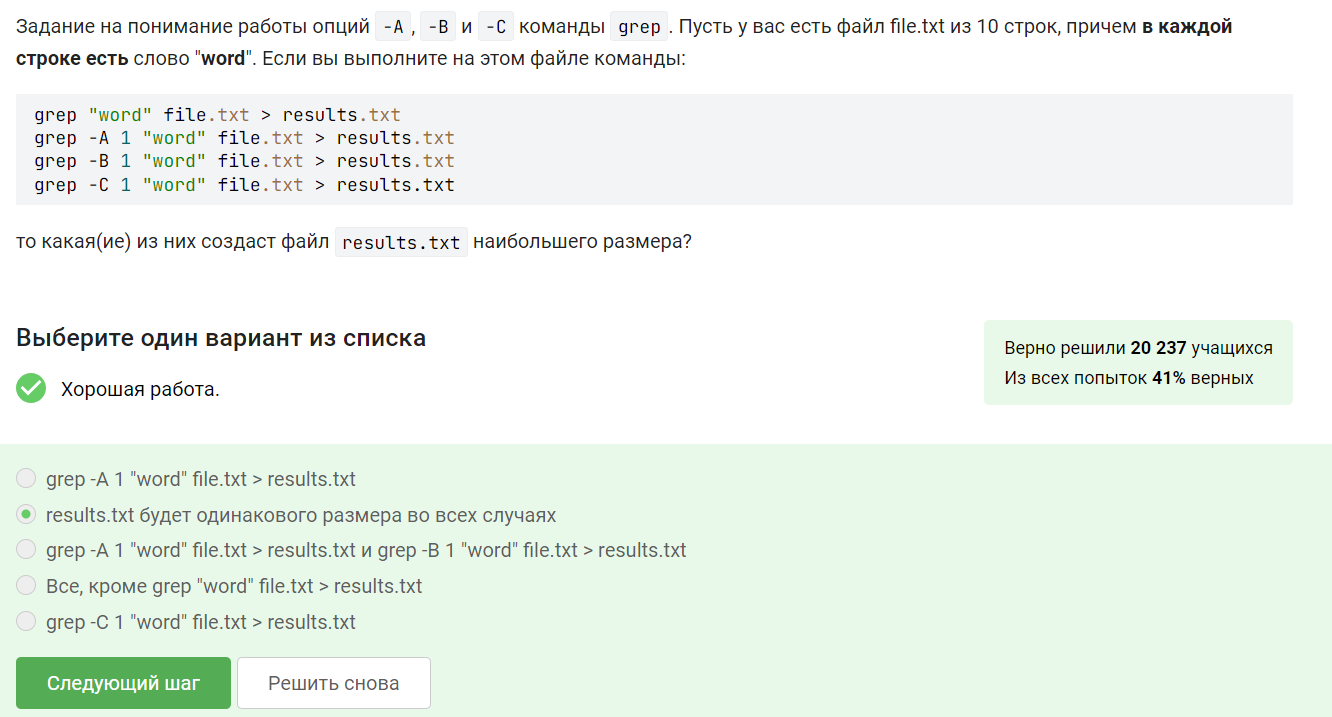 Задание на понимание работы опций -A, -B и -C команды grep. Пусть у вас есть файл file.txt из 10 строк, причем в каждой
строке есть слово "word". Если вы выполните на этом файле команды:
grep "word" file.txt > results.txt
grep -A 1 "word" file.txt > results.txt
grep -B 1 "word" file.txt > results.txt
grep -C 1 "word" file.txt > results.txt
то какая(ие) из них создаст файл results.txt наибольшего размера?
Выберите один вариант из списка
Верно решили 20 237 учащихся
Из всех попыток 41% верных
Хорошая работа.
grep -A 1 "word" file.txt > results.txt
results.txt будет одинакового размера во всех случаях
grep -A 1 "word" file.txt > results.txt и grep -B 1 "word" file.txt > results.txt
Все, кроме grep "word" file.txt > results.txt
grep -C 1 "word" file.txt > results.txt
Следующий шаг
Решить снова